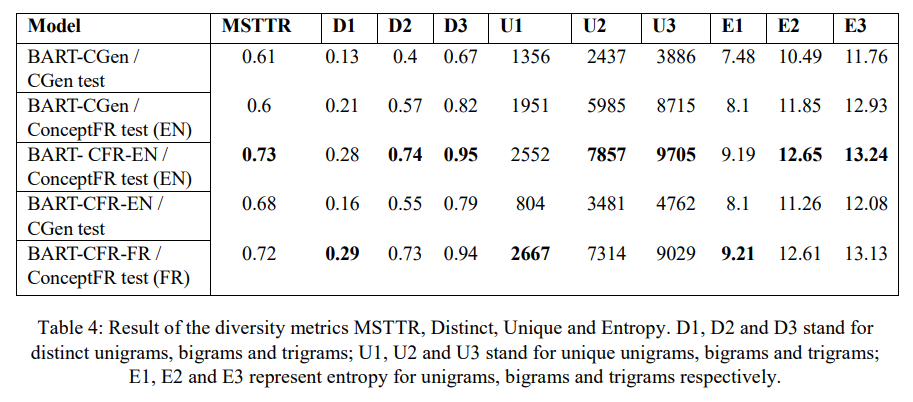 Model MSTTR D1 D2 D3 U1 U2 U3 E1 E2 E3
BART-CGen / 0.61 0.13 0.4 0.67 1356 2437 3886 7.48 10.49 11.76
CGen test
BART-CGen / 0.6 0.21 0.57 0.82 1951 5985 8715 8.1 11.85 12.93
ConceptFR test (EN)
BART- CFR-EN / 0.73 0.28 0.74 0.95 2552 7857 9705 9.19 12.65 13.24
ConceptFR test (EN)
BART-CFR-EN / 0.68 0.16 0.55 0.79 804 3481 4762 8.1 11.26 12.08
CGen test
BART-CFR-FR / 0.72 0.29 0.73 0.94 2667 7314 9029 9.21 12.61 13.13
ConceptFR test (FR)
Table 4: Result of the diversity metrics MSTTR, Distinct, Unique and Entropy. D1, D2 and D3 stand for
distinct unigrams, bigrams and trigrams; U1, U2 and U3 stand for unique unigrams, bigrams and trigrams;
E1, E2 and E3 represent entropy for unigrams, bigrams and trigrams respectively.